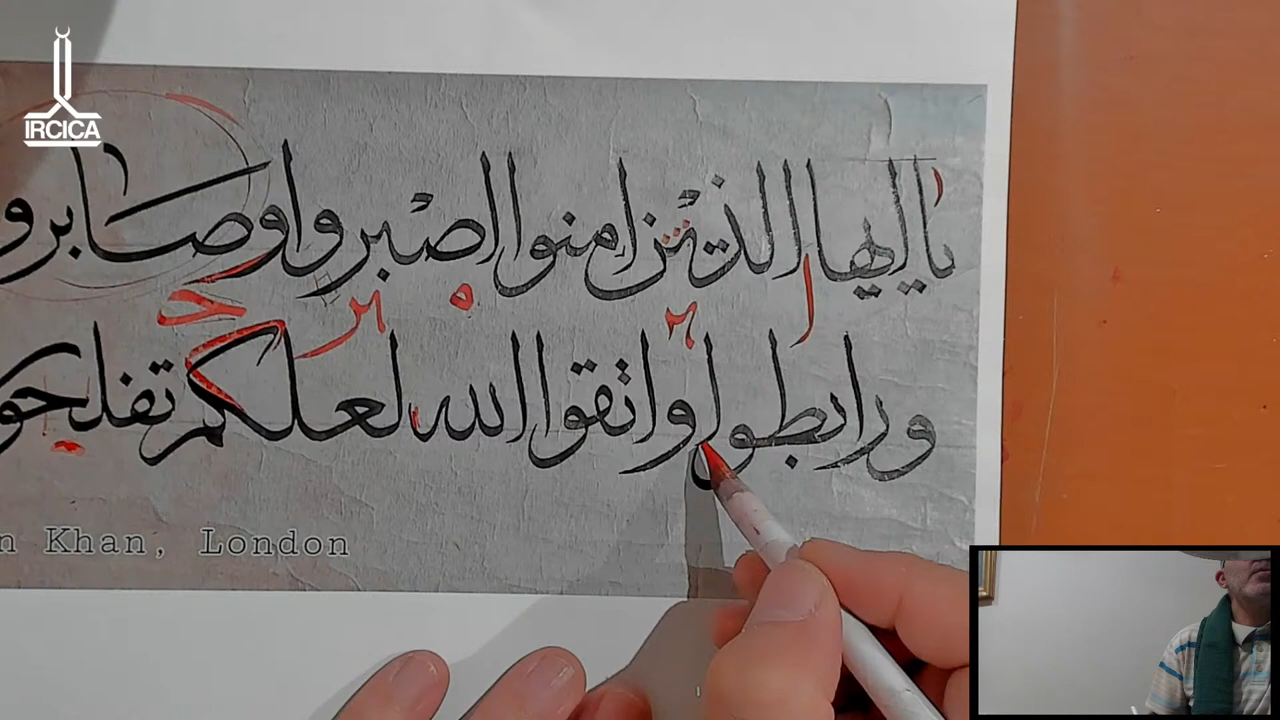 IRCICA
يا ايها الذين امنوا اصبروا وصابرو
ورابطوا واتقوا الله لعلكم تفلحو
n Khan, London